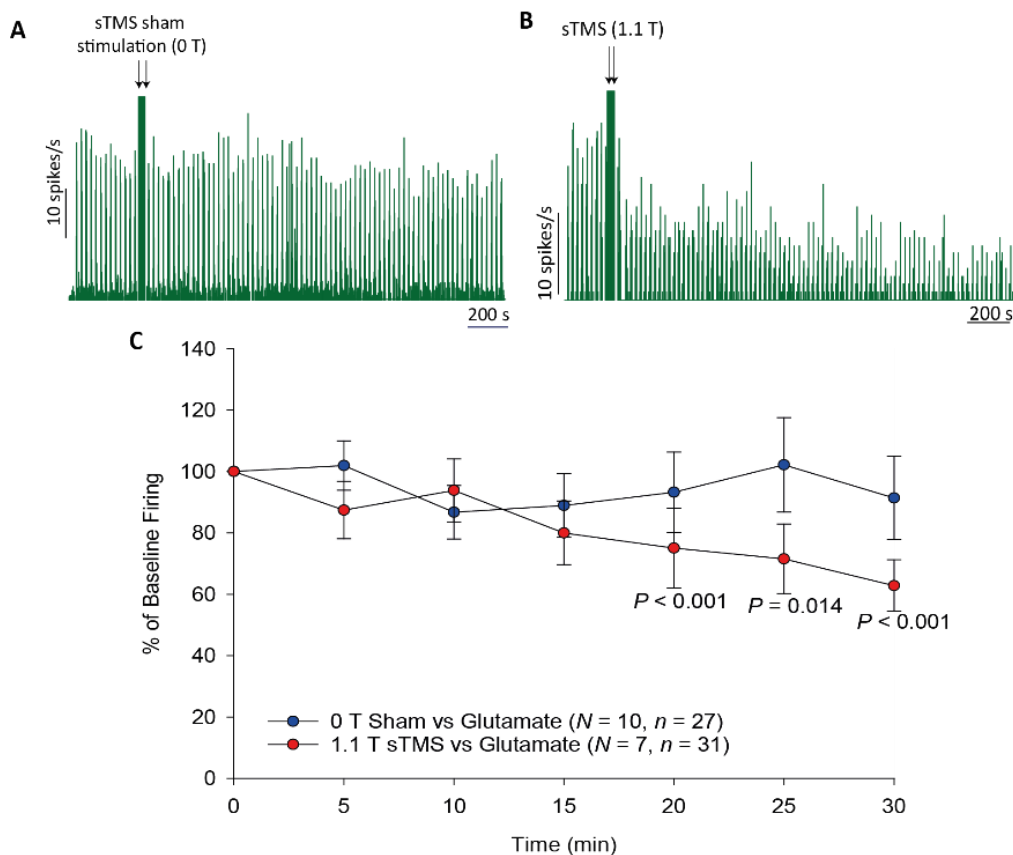 A
sTMS sham
stimulation (0 T)
10 spikes/s
200 s
B
sTMS (1.1 T)
10 spikes/s
200 s
C
140
120
100
80
60
40
20
0
% of Baseline Firing
P < 0.001
P = 0.014
P < 0.001
0 T Sham vs Glutamate (N = 10, n = 27)
1.1 T sTMS vs Glutamate (N = 7, n = 31)
0 5 10 15 20 25 30
Time (min)